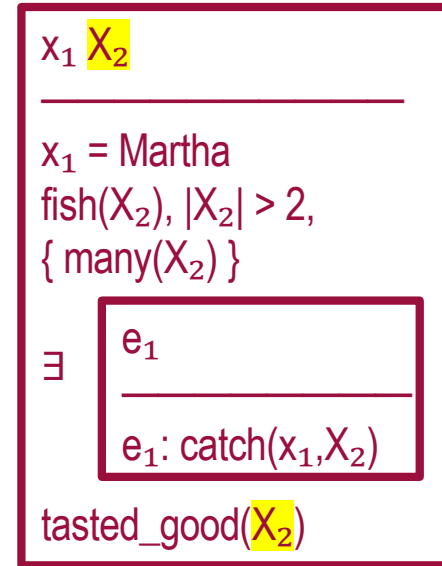 x₁ X₂
x₁ = Martha
fish(X₂), |X₂| > 2,
{ many(X₂) }
∃
e₁
e₁: catch(x₁,X₂)
tasted_good(X₂)